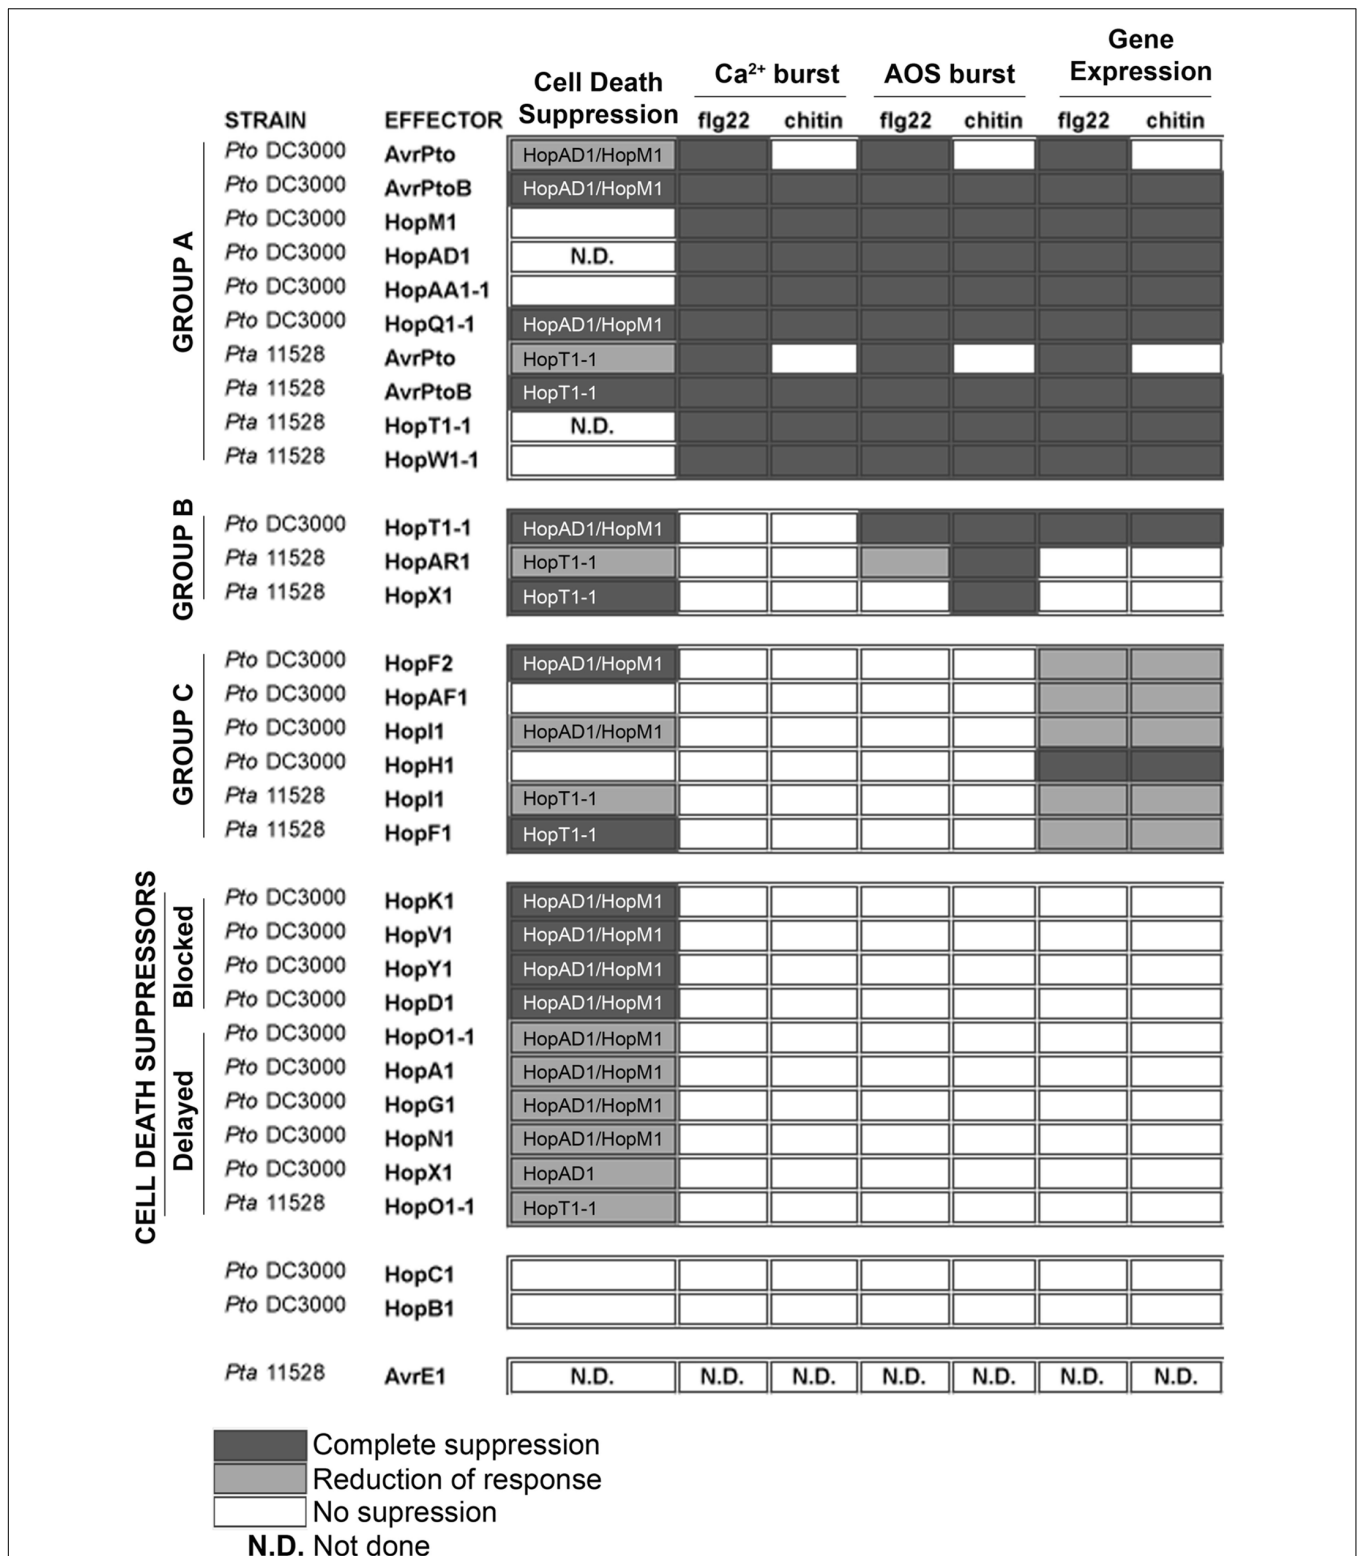 Gene
Expression
Ca²⁺ burst AOS burst
Cell Death
Suppression
STRAIN EFFECTOR flg22 chitin flg22 chitin flg22 chitin
GROUP A
Pto DC3000 AvrPto HopAD1/HopM1
Pto DC3000 AvrPtoB HopAD1/HopM1
Pto DC3000 HopM1
Pto DC3000 HopAD1 N.D.
Pto DC3000 HopAA1-1
Pto DC3000 HopQ1-1 HopAD1/HopM1
Pta 11528 AvrPto HopT1-1
Pta 11528 AvrPtoB HopT1-1
Pta 11528 HopT1-1 N.D.
Pta 11528 HopW1-1
GROUP B
Pto DC3000 HopT1-1 HopAD1/HopM1
Pta 11528 HopAR1 HopT1-1
Pta 11528 HopX1 HopT1-1
GROUP C
Pto DC3000 HopF2 HopAD1/HopM1
Pto DC3000 HopAF1
Pto DC3000 HopI1 HopAD1/HopM1
Pto DC3000 HopH1
Pta 11528 HopI1 HopT1-1
Pta 11528 HopF1 HopT1-1
CELL DEATH SUPPRESSORS
Blocked
Pto DC3000 HopK1 HopAD1/HopM1
Pto DC3000 HopV1 HopAD1/HopM1
Pto DC3000 HopY1 HopAD1/HopM1
Pto DC3000 HopD1 HopAD1/HopM1
Delayed
Pto DC3000 HopO1-1 HopAD1/HopM1
Pto DC3000 HopA1 HopAD1/HopM1
Pto DC3000 HopG1 HopAD1/HopM1
Pto DC3000 HopN1 HopAD1/HopM1
Pto DC3000 HopX1 HopAD1
Pta 11528 HopO1-1 HopT1-1
Pto DC3000 HopC1
Pto DC3000 HopB1
Pta 11528 AvrE1 N.D. N.D. N.D. N.D. N.D. N.D. N.D.
Complete suppression
Reduction of response
No supression
N.D. Not done